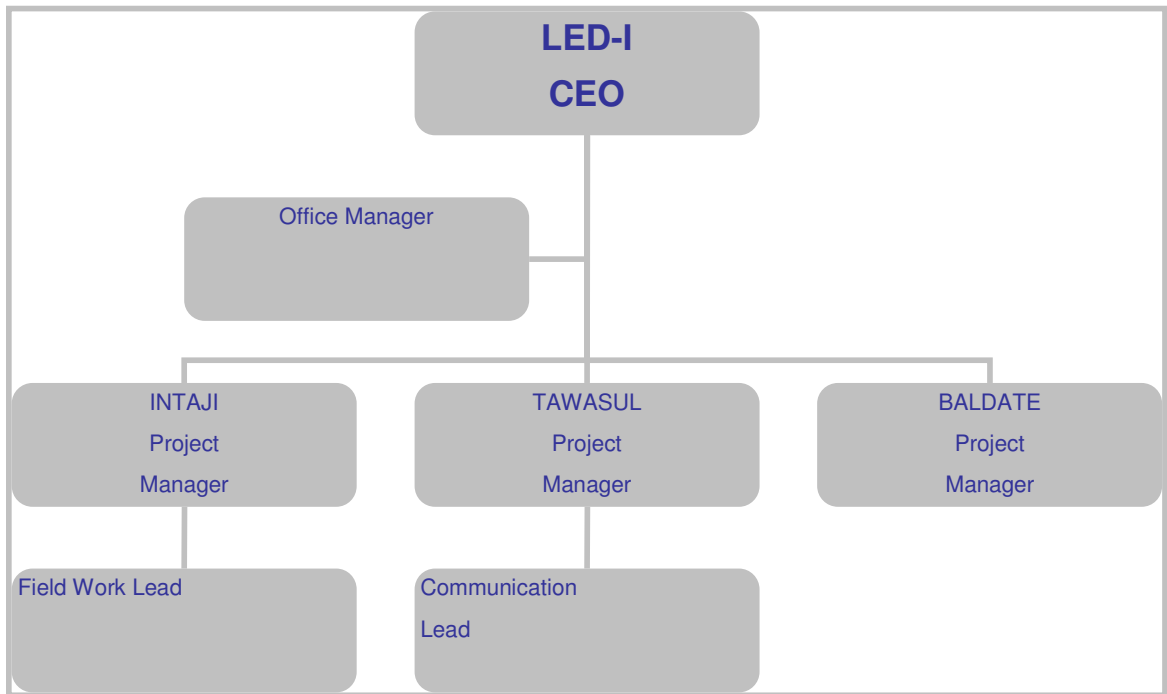 LED-I
CEO
Office Manager
INTAJI
Project
Manager
TAWASUL
Project
Manager
BALDATE
Project
Manager
Field Work Lead
Communication
Lead